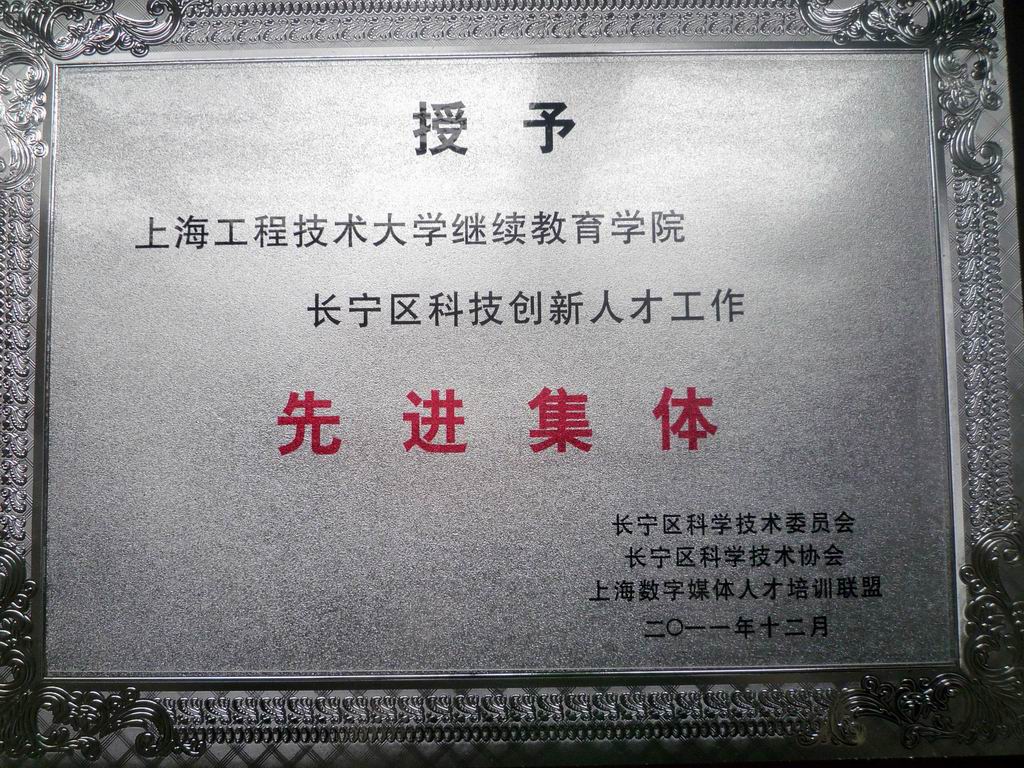 授予
上海工程技术大学继续教育学院
长宁区科技创新人才工作
先进集体
长宁区科学技术委员会
长宁区科学技术协会
上海数字媒体人才培训联盟
二〇一一年十二月